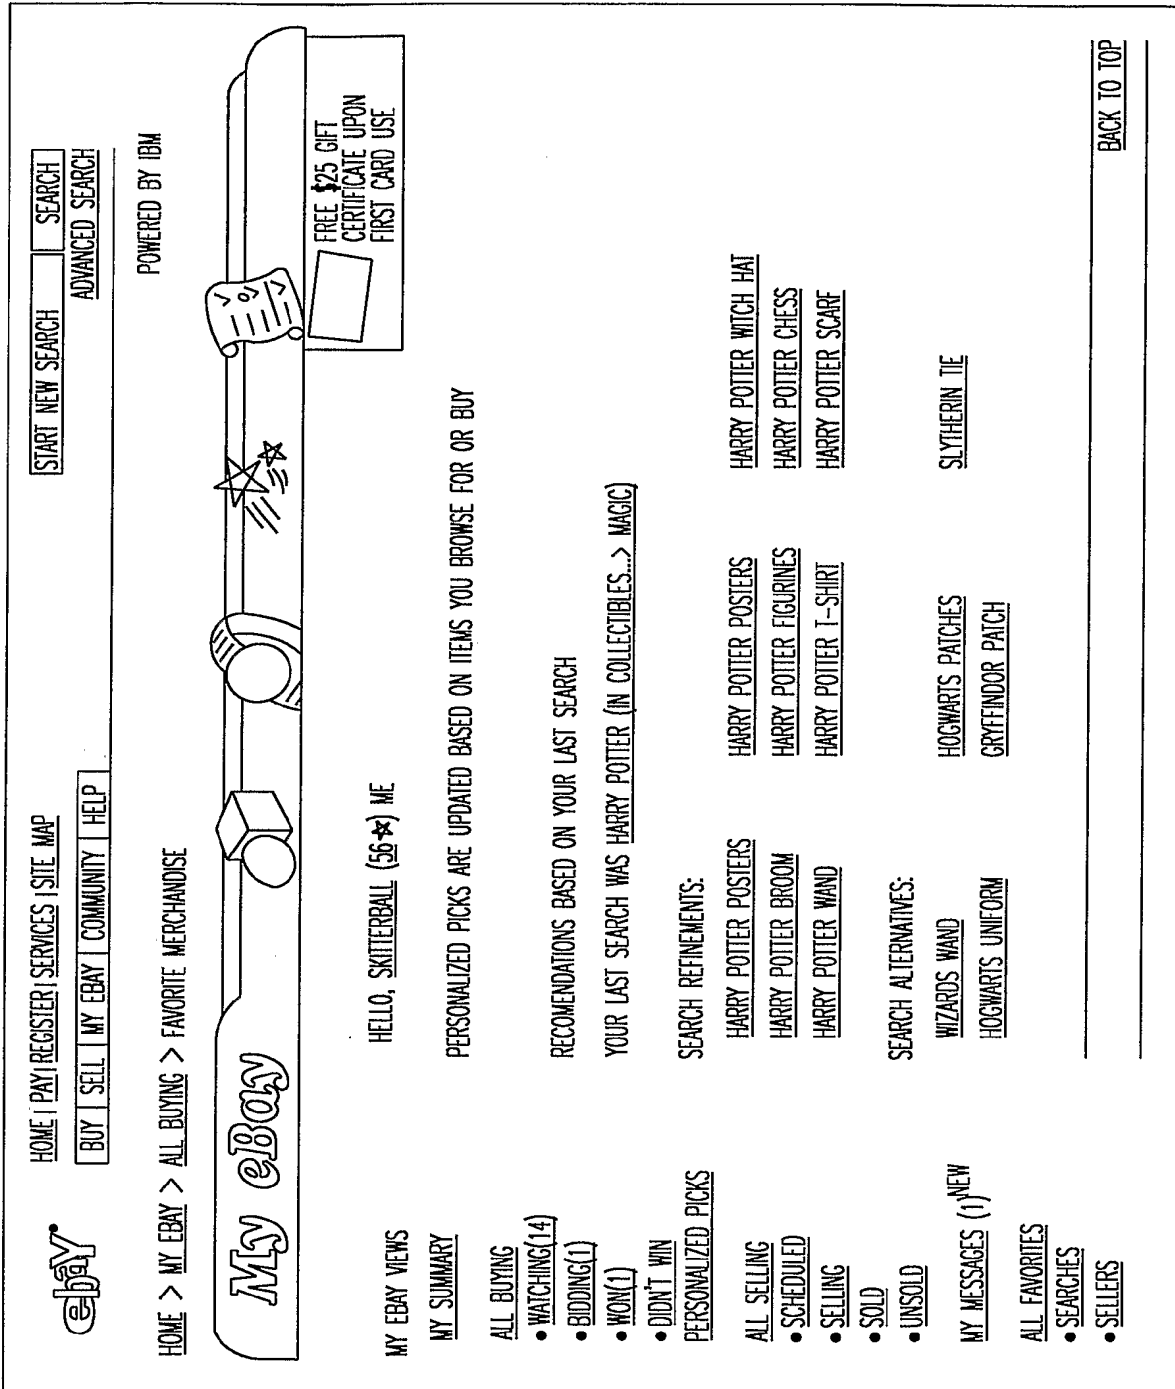 ebaY
HOME | PAY | REGISTER | SERVICES | SITE MAP
START NEW SEARCH SEARCH
BUY | SELL | MY EBAY | COMMUNITY | HELP
ADVANCED SEARCH
HOME > MY EBAY > ALL BUYING > FAVORITE MERCHANDISE
POWERED BY IBM
My eBay
FREE $25 GIFT
CERTIFICATE UPON
FIRST CARD USE
MY EBAY VIEWS
MY SUMMARY
ALL BUYING
• WATCHING(14)
• BIDDING(1)
• WON(1)
• DIDN'T WIN
PERSONALIZED PICKS
ALL SELLING
• SCHEDULED
• SELLING
• SOLD
• UNSOLD
MY MESSAGES (1) NEW
ALL FAVORITES
• SEARCHES
• SELLERS
HELLO, SKITTERBALL (56☆) ME
PERSONALIZED PICKS ARE UPDATED BASED ON ITEMS YOU BROWSE FOR OR BUY
RECOMENDATIONS BASED ON YOUR LAST SEARCH
YOUR LAST SEARCH WAS HARRY POTTER (IN COLLECTIBLES...> MAGIC)
SEARCH REFINEMENTS:
HARRY POTTER POSTERS HARRY POTTER POSTERS HARRY POTTER WITCH HAT
HARRY POTTER BROOM HARRY POTTER FIGURINES HARRY POTTER CHESS
HARRY POTTER WAND HARRY POTTER T-SHIRT HARRY POTTER SCARF
SEARCH ALTERNATIVES:
WIZARDS WAND HOGWARTS PATCHES SLYTHERIN TIE
HOGWARTS UNIFORM GRYFFINDOR PATCH
BACK TO TOP